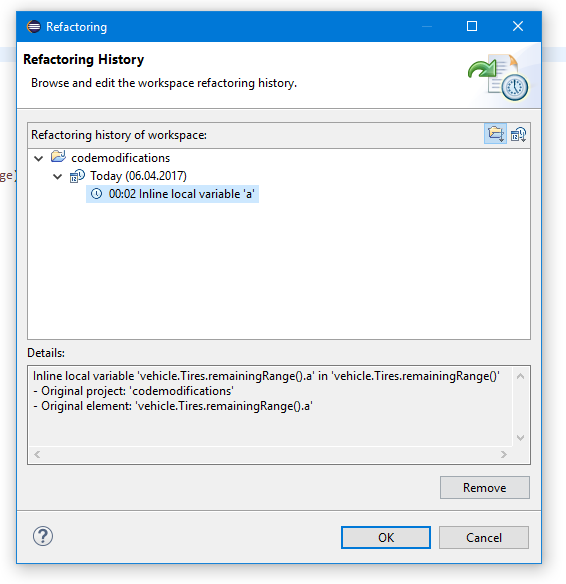 Refactoring
Refactoring History
Browse and edit the workspace refactoring history.
Refactoring history of workspace:
codemodifications
Today (06.04.2017)
ge)
00:02 Inline local variable 'a'
Details:
Inline local variable 'vehicle.Tires.remainingRange().a' in 'vehicle.Tires.remainingRange()'
- Original project: 'codemodifications'
- Original element: 'vehicle.Tires.remainingRange().a'
Remove
OK
Cancel